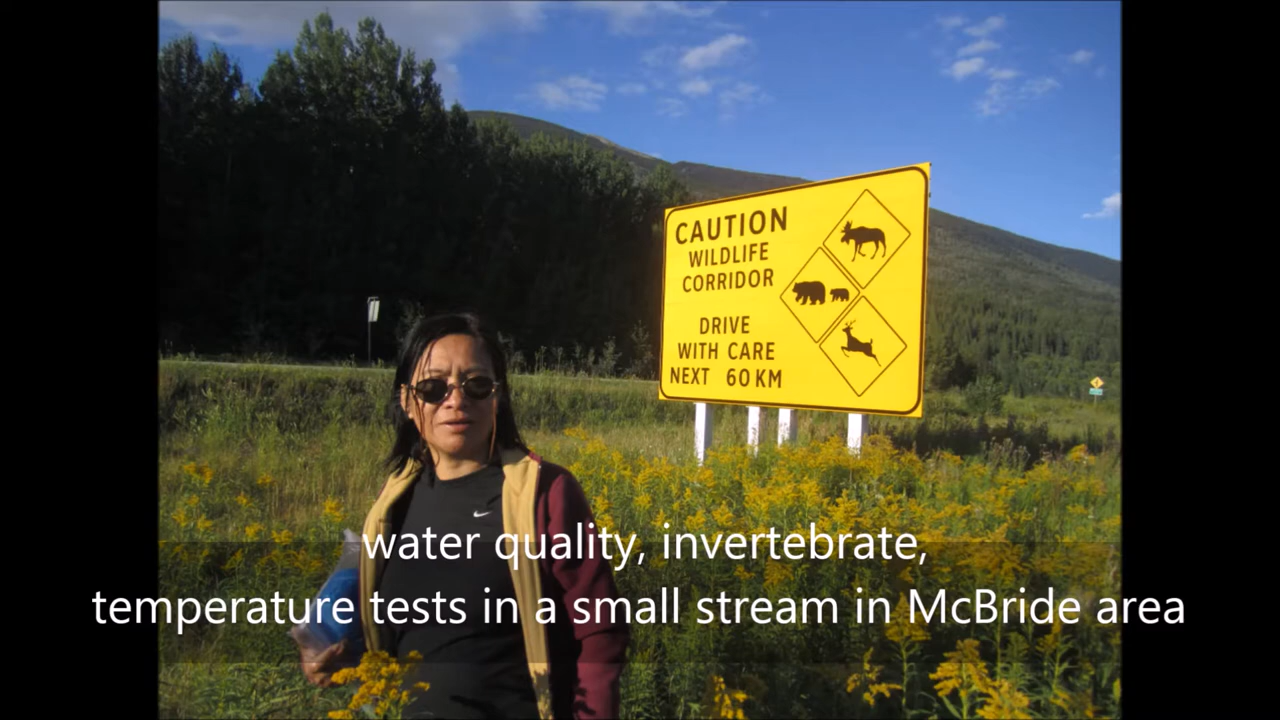 CAUTION
WILDLIFE
CORRIDOR
DRIVE
WITH CARE
NEXT 60 KM
water quality, invertebrate,
temperature tests in a small stream in McBride area